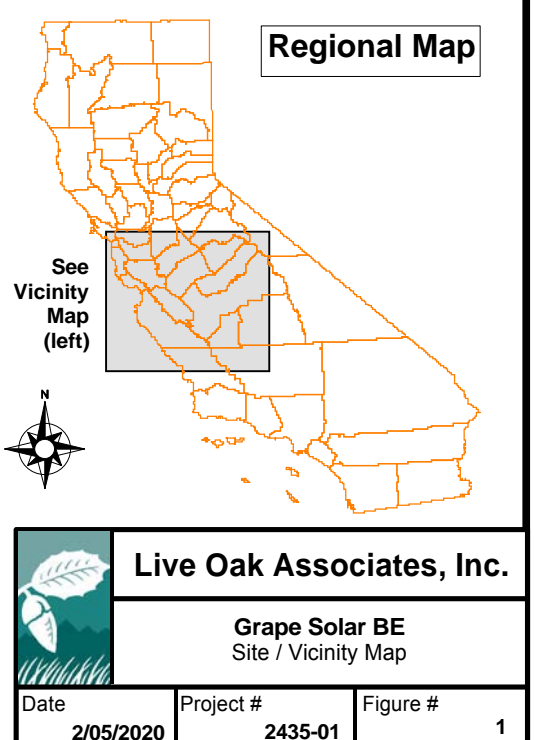 Regional Map
See
Vicinity
Map
(left)
N
Live Oak Associates, Inc.
Grape Solar BE
Site / Vicinity Map
Date
Project #
Figure #
2/05/2020
2435-01
1